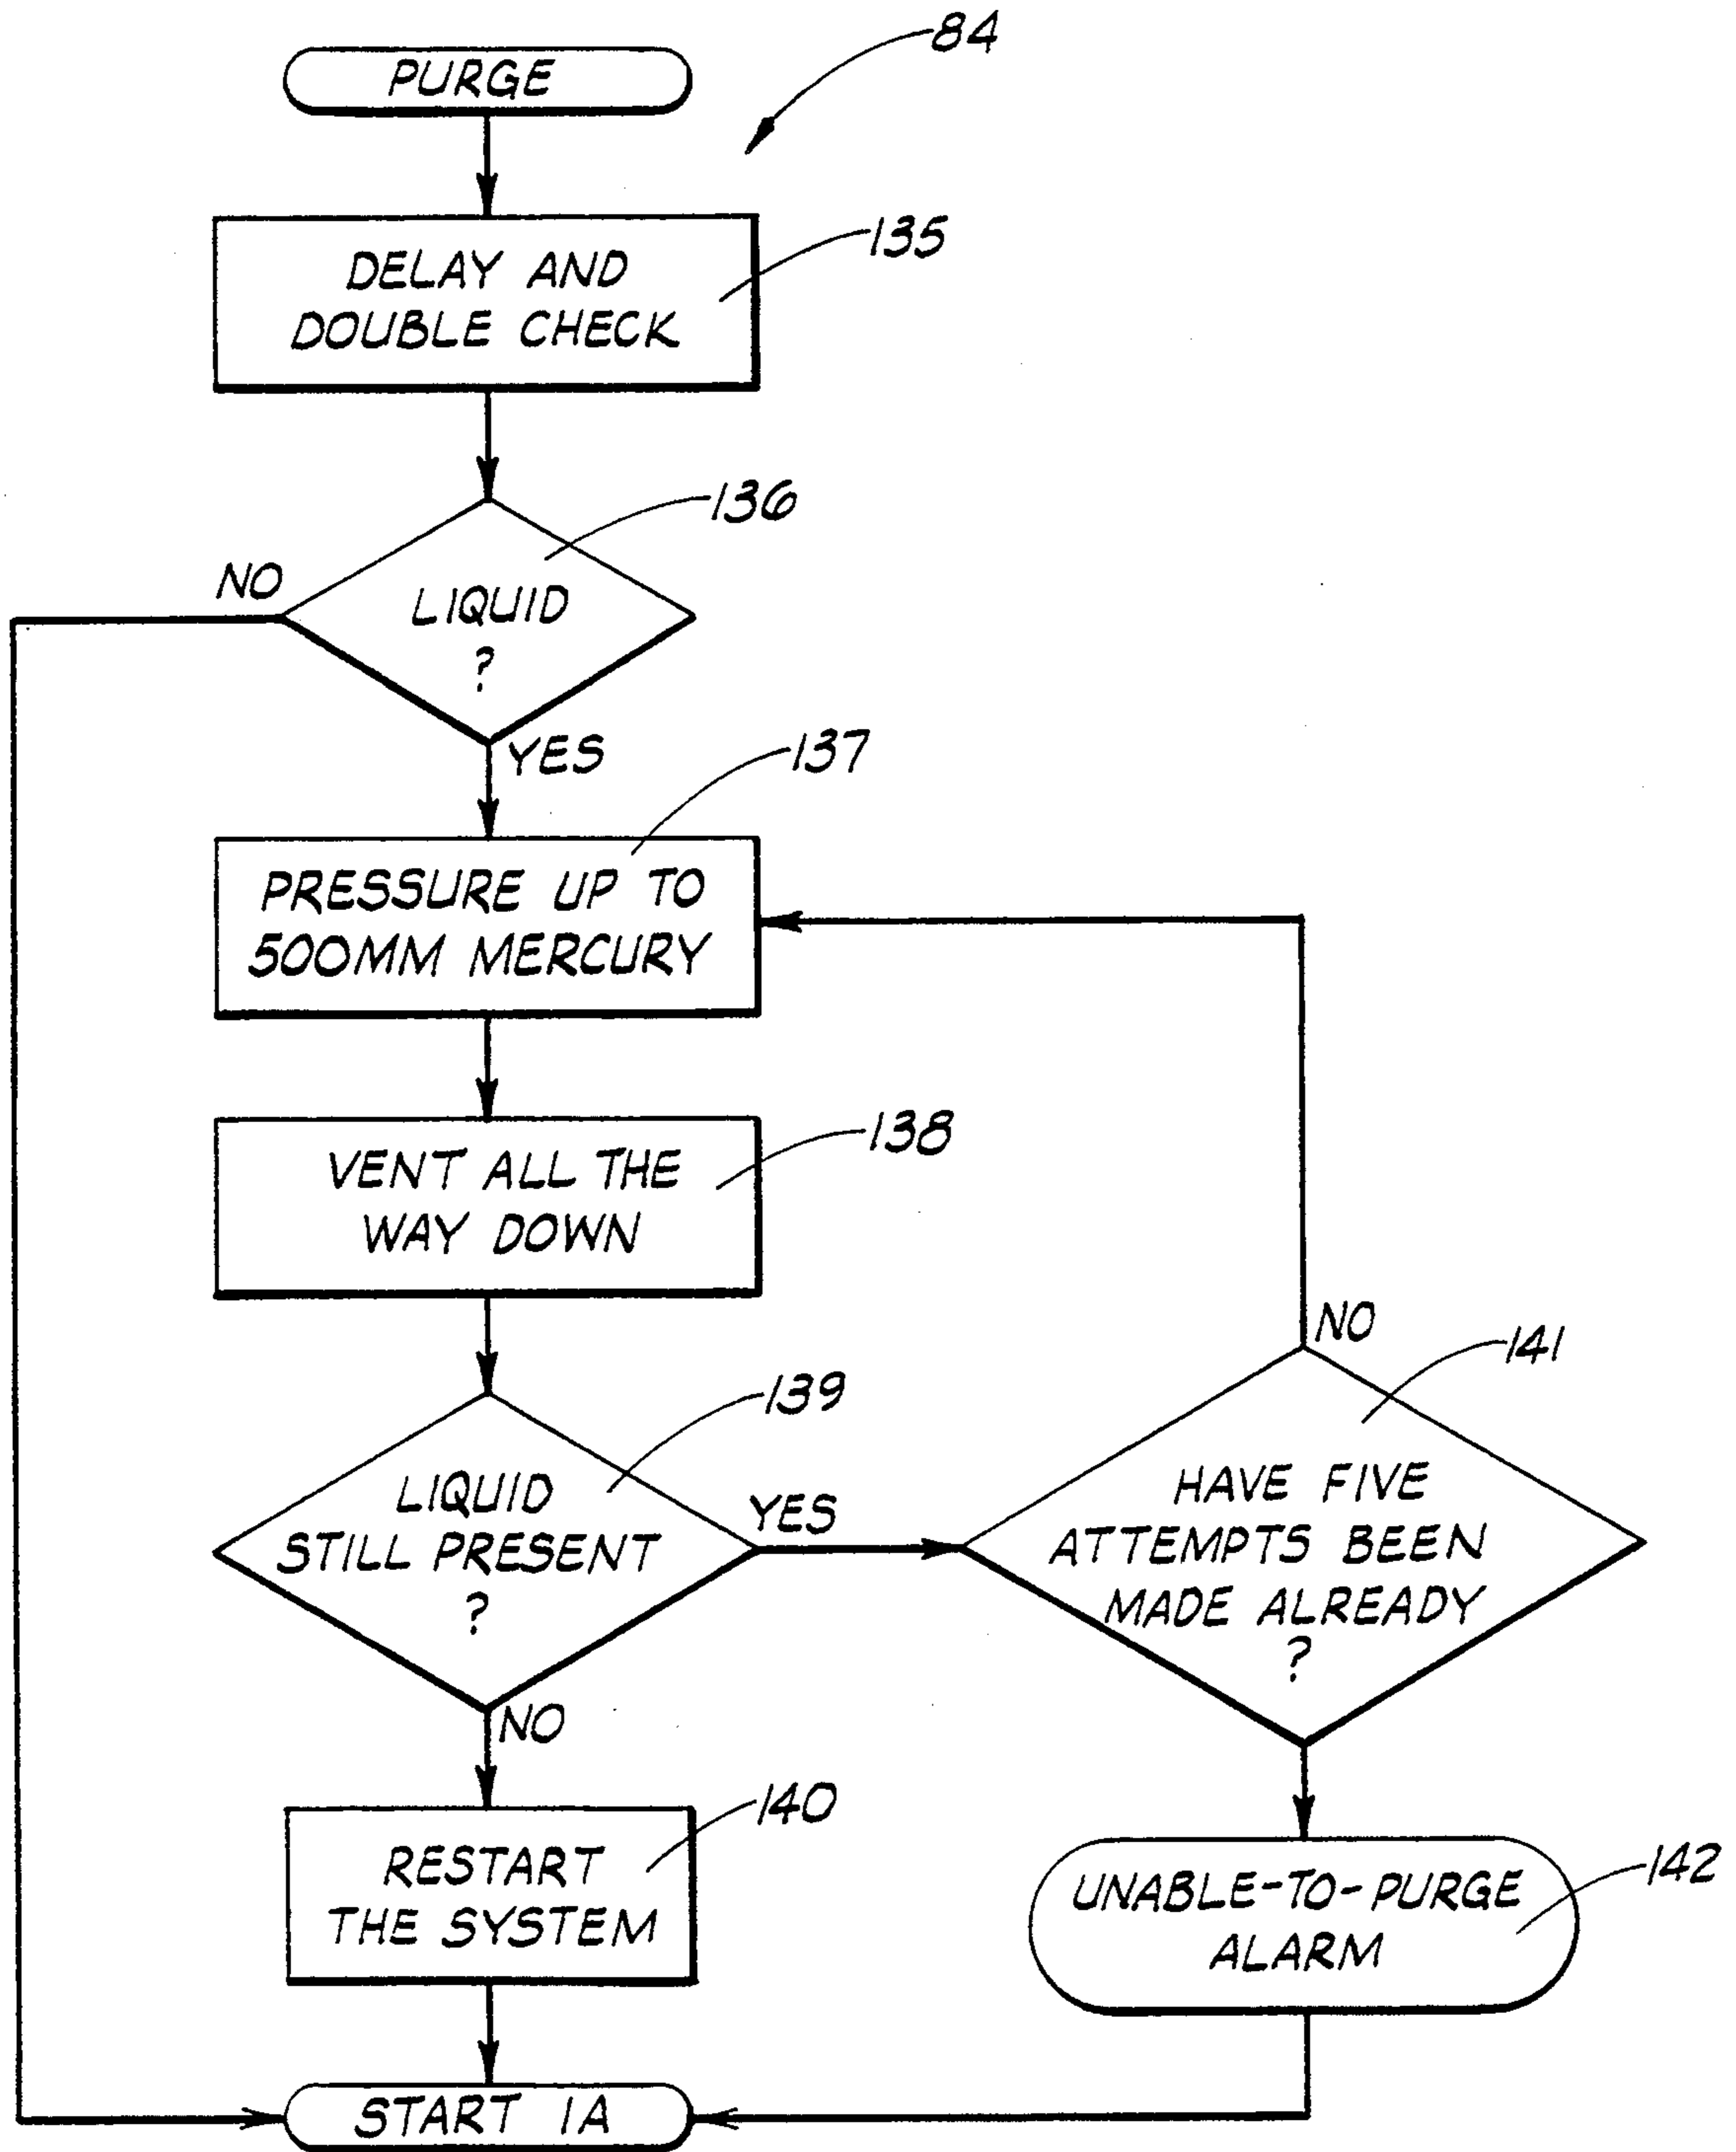 84
PURGE
135
DELAY AND
DOUBLE CHECK
136
NO
LIQUID
?
YES
137
PRESSURE UP TO
500MM MERCURY
138
VENT ALL THE
WAY DOWN
139
LIQUID
STILL PRESENT
?
YES
NO
141
HAVE FIVE
ATTEMPTS BEEN
MADE ALREADY
?
NO
140
RESTART
THE SYSTEM
142
UNABLE-TO-PURGE
ALARM
START 1A